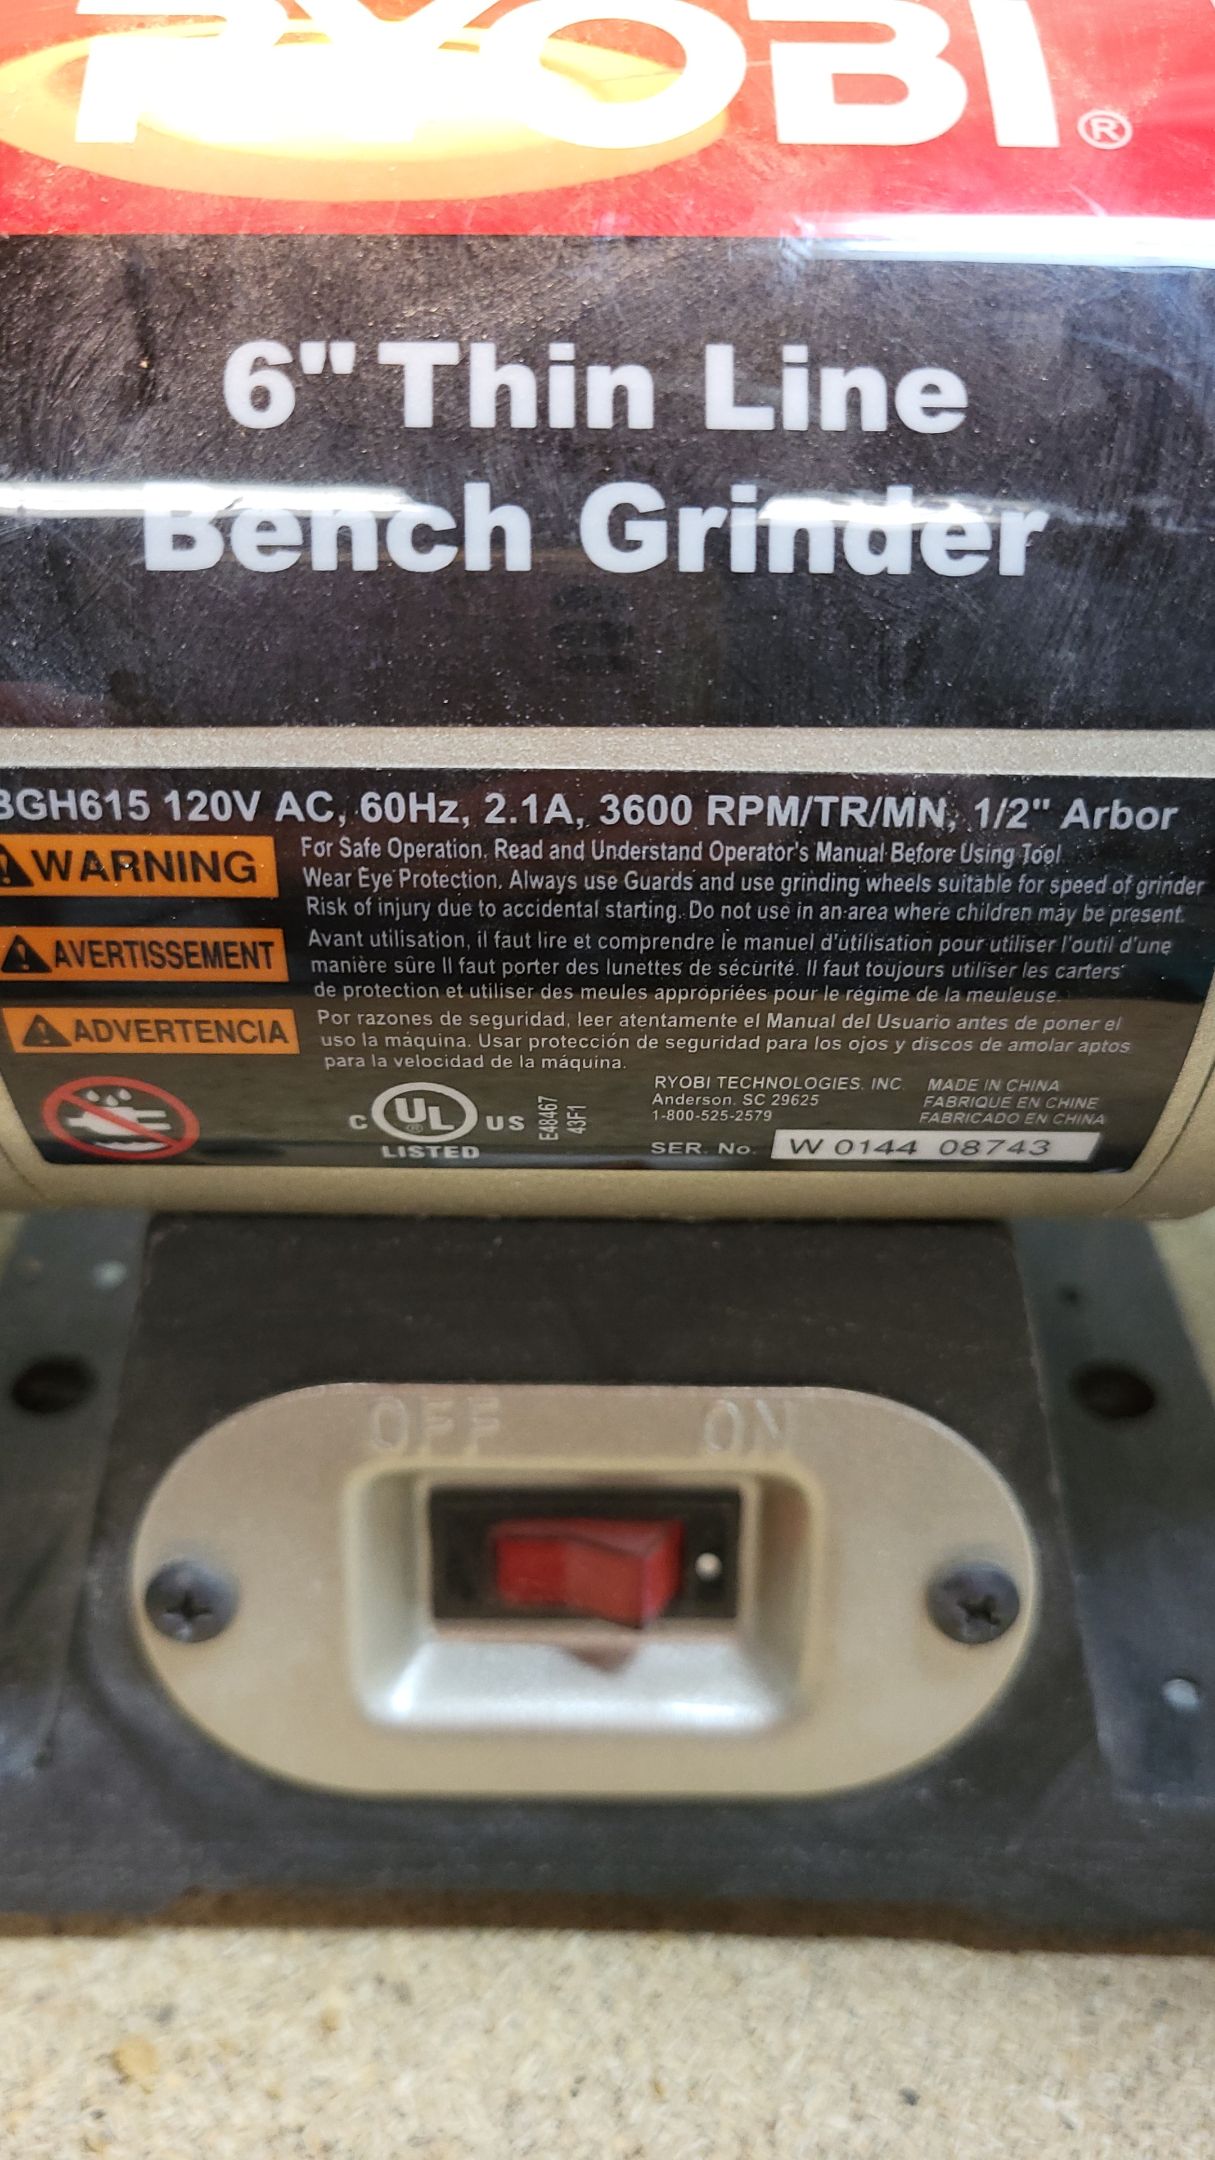 RYOBI®
6" Thin Line
Bench Grinder
BGH615 120V AC, 60Hz, 2.1A, 3600 RPM/TR/MN, 1/2" Arbor
WARNING
For Safe Operation, Read and Understand Operator's Manual Before Using Tool
Wear Eye Protection. Always use Guards and use grinding wheels suitable for speed of grinder
Risk of injury due to accidental starting. Do not use in an area where children may be present.
AVERTISSEMENT
Avant utilisation, il faut lire et comprendre le manuel d'utilisation pour utiliser l'outil d'une
manière sûre Il faut porter des lunettes de sécurité. Il faut toujours utiliser les carters
de protection et utiliser des meules appropriées pour le régime de la meuleuse.
ADVERTENCIA
Por razones de seguridad, leer atentamente el Manual del Usuario antes de poner el
uso la máquina. Usar protección de seguridad para los ojos y discos de amolar aptos
para la velocidad de la máquina.
C UL US
LISTED
E48467
43F1
RYOBI TECHNOLOGIES. INC.
Anderson. SC 29625
1-800-525-2579
MADE IN CHINA
FABRIQUE EN CHINE
FABRICADO EN CHINA
SER. No. W 0144 08743
OFF ON